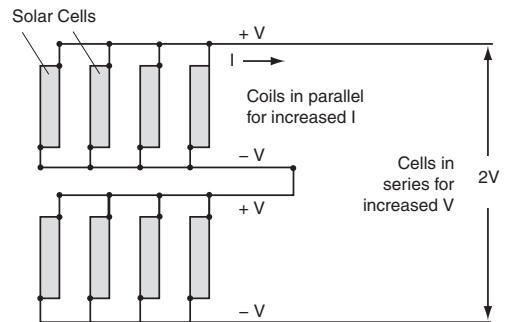 Solar Cells
+ V
I
Coils in parallel
for increased I
– V
Cells in
series for
increased V
2V
+ V
– V